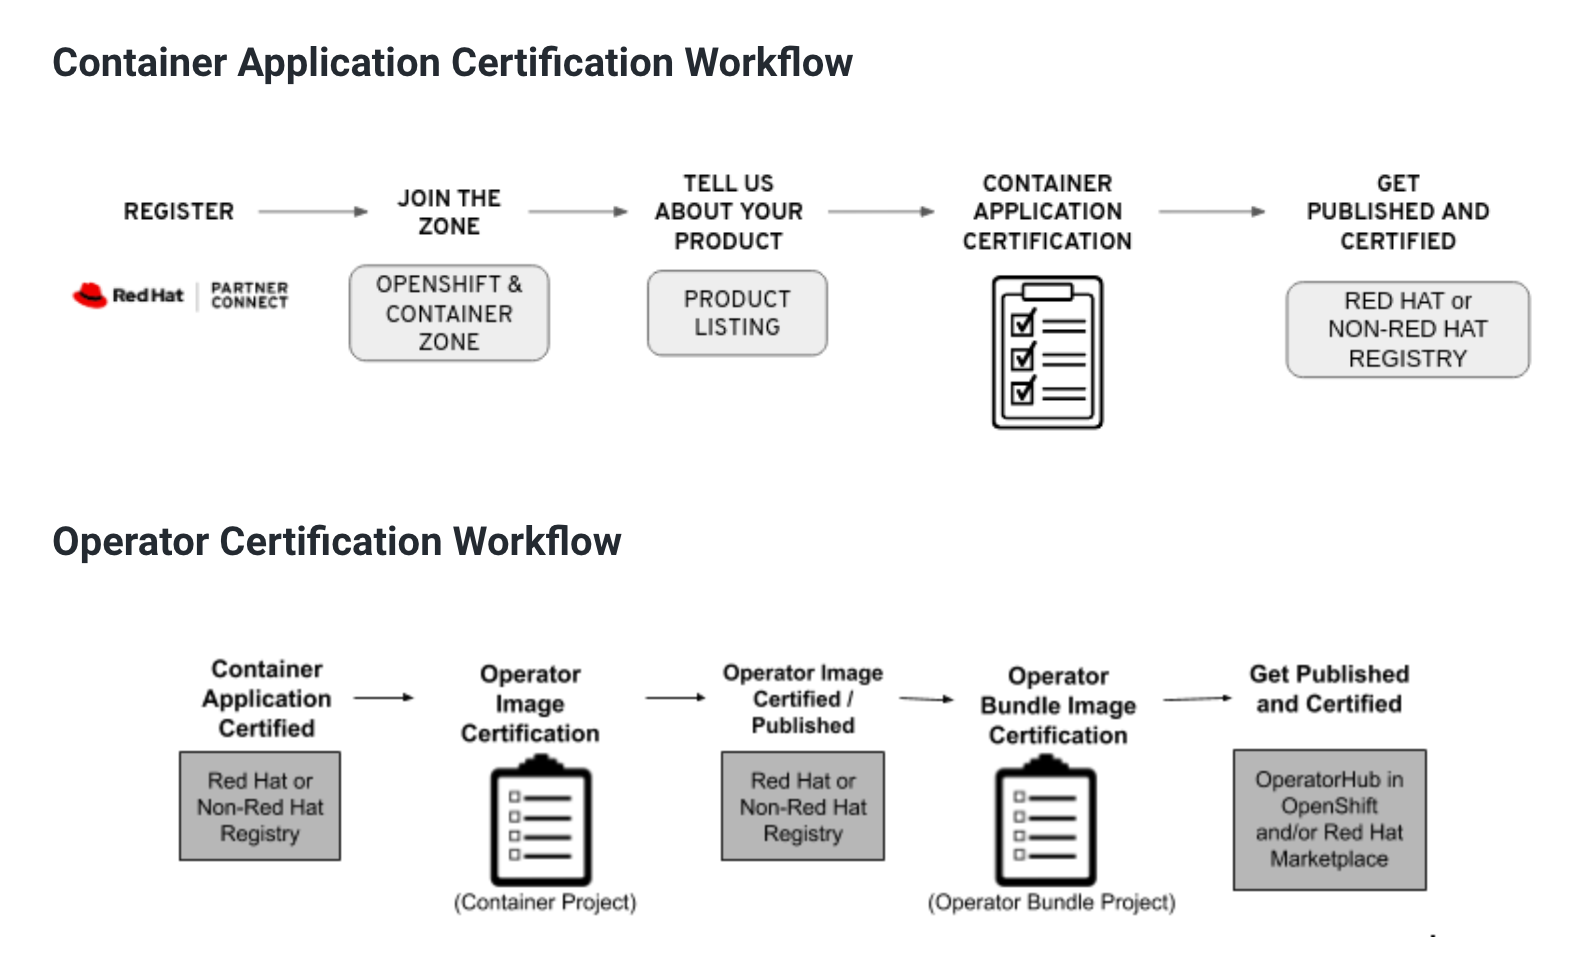 Container Application Certification Workflow
REGISTER
Red Hat
PARTNER
CONNECT
JOIN THE
ZONE
OPENSHIFT &
CONTAINER
ZONE
TELL US
ABOUT YOUR
PRODUCT
PRODUCT
LISTING
CONTAINER
APPLICATION
CERTIFICATION
GET
PUBLISHED AND
CERTIFIED
RED HAT or
NON-RED HAT
REGISTRY
Operator Certification Workflow
Container
Application
Certified
Red Hat or
Non-Red Hat
Registry
Operator
Image
Certification
(Container Project)
Operator Image
Certified /
Published
Red Hat or
Non-Red Hat
Registry
Operator
Bundle Image
Certification
(Operator Bundle Project)
Get Published
and Certified
OperatorHub in
OpenShift
and/or Red Hat
Marketplace